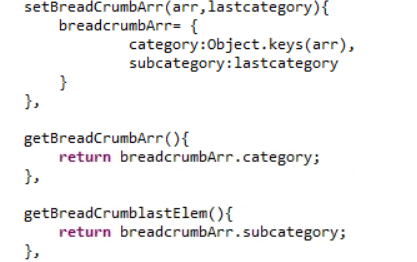 setBreadCrumbArr(arr,lastcategory){
    breadcrumbArr= {
            category:Object.keys(arr),
            subcategory:lastcategory
    }
},

getBreadCrumbArr(){
    return breadcrumbArr.category;
},

getBreadCrumblastElem(){
    return breadcrumbArr.subcategory;
},